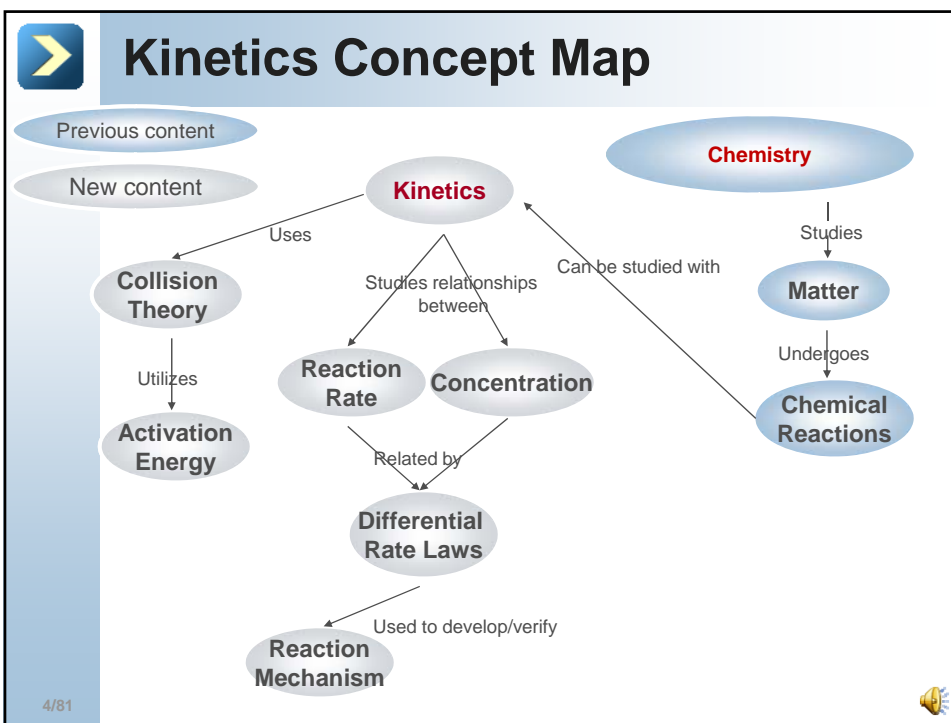 Kinetics Concept Map
Previous content
New content
Chemistry
Kinetics
Uses
Studies
Collision
Theory
Studies relationships
between
Can be studied with
Matter
Utilizes
Reaction
Rate
Concentration
Undergoes
Activation
Energy
Chemical
Reactions
Related by
Differential
Rate Laws
Used to develop/verify
Reaction
Mechanism
4/81